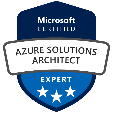 Microsoft
CERTIFIED
AZURE SOLUTIONS
ARCHITECT
EXPERT